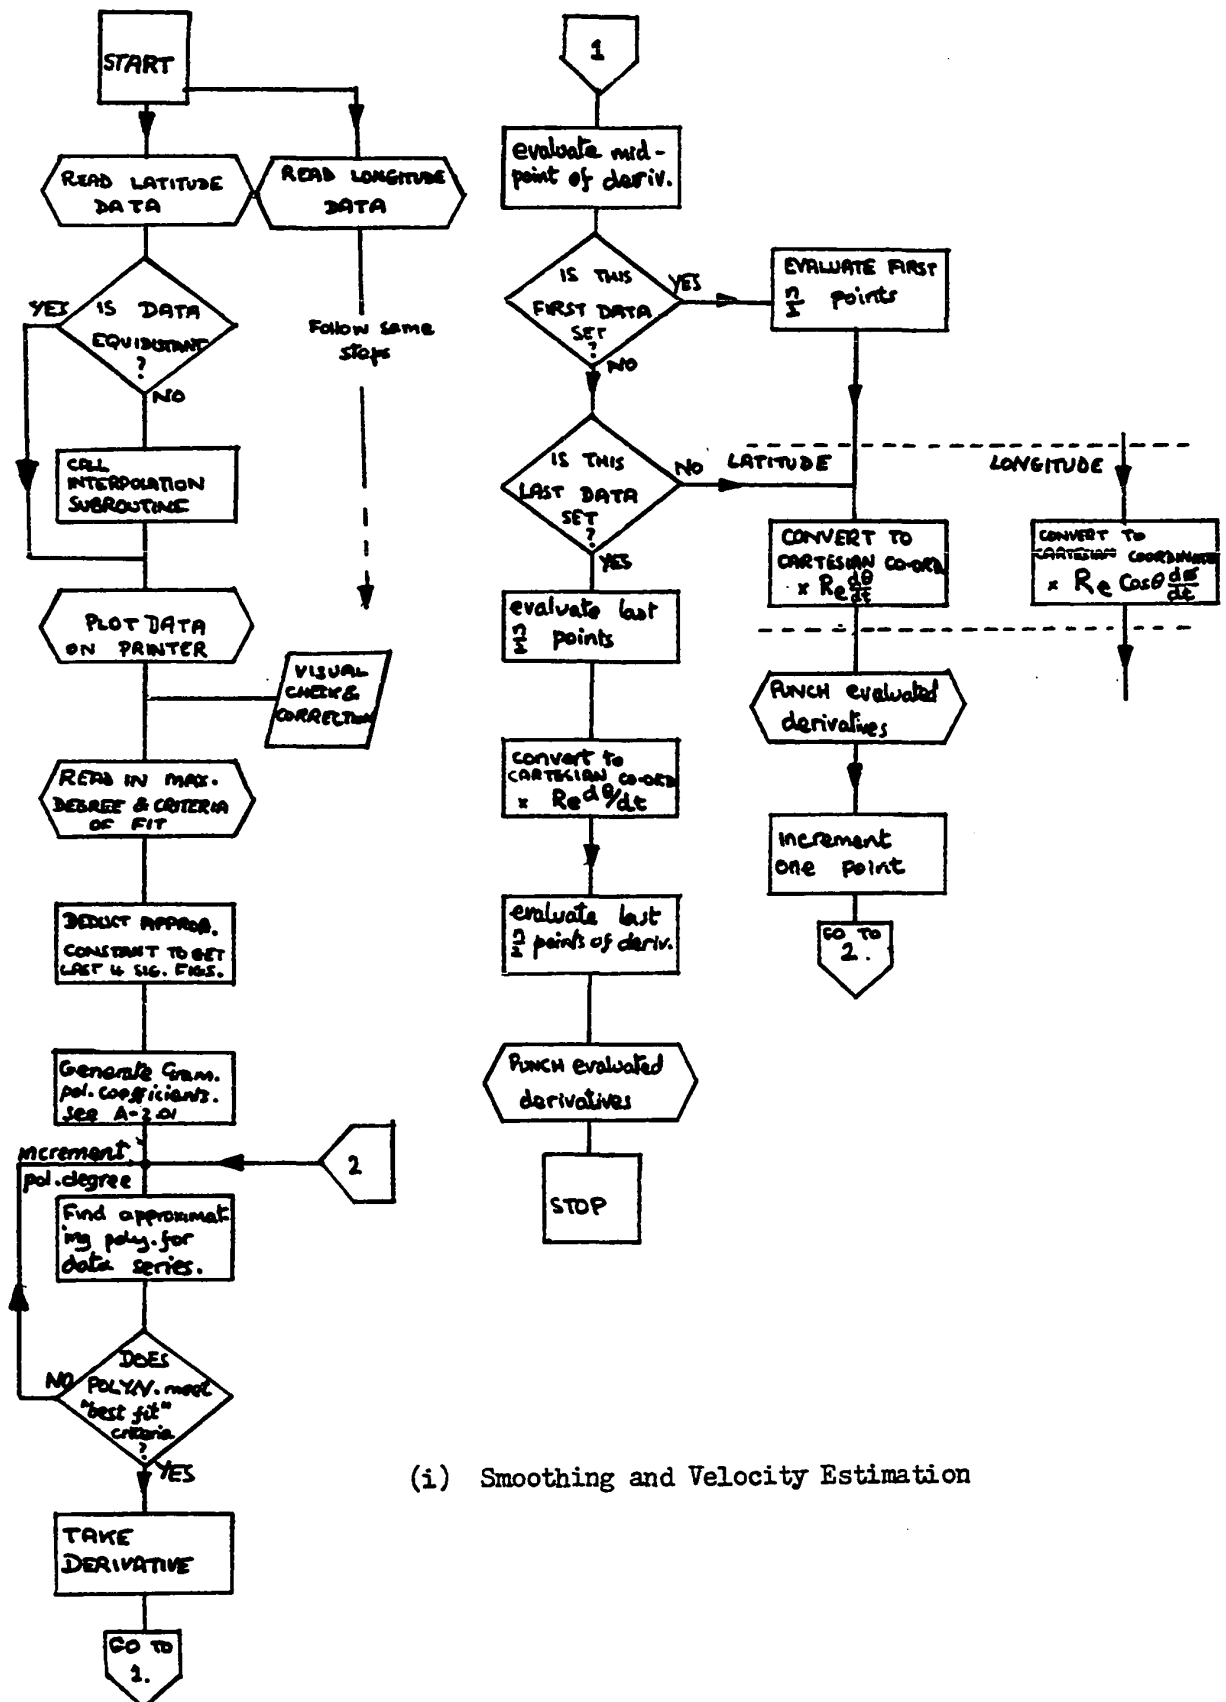 START
READ LATITUDE
DATA
READ LONGITUDE
DATA
YES
IS DATA
EQUIDISTANT
?
NO
Follow same
steps
CALL
INTERPOLATION
SUBROUTINE
PLOT DATA
ON PRINTER
VISUAL
CHECK &
CORRECTION
READ IN MAX.
DEGREE & CRITERIA
OF FIT
DEDUCT APPROX.
CONSTANT TO GET
LAST 4 SIG. FIGS.
Generate Gram.
pol. coefficients.
see A-2.01
increment
pol. degree
2
Find approximat
ing poly. for
data series.
DOES
POLYN. meet
"best fit"
criteria
?
NO
YES
TAKE
DERIVATIVE
GO TO
1.
1
evaluate mid-
point of deriv.
IS THIS
FIRST DATA
SET
?
YES
NO
EVALUATE FIRST
n/2 points
IS THIS
LAST DATA
SET
?
NO
YES
LATITUDE
LONGITUDE
CONVERT TO
CARTESIAN CO-ORD
× Re dθ/dt
CONVERT TO
CARTESIAN COORDINATES
× Re Cosθ dø/dt
evaluate last
n/2 points
PUNCH evaluated
derivatives
convert to
CARTESIAN CO-ORD
× Re dθ/dt
increment
one point
evaluate last
n/2 points of deriv.
GO TO
2.
PUNCH evaluated
derivatives
STOP
(i) Smoothing and Velocity Estimation